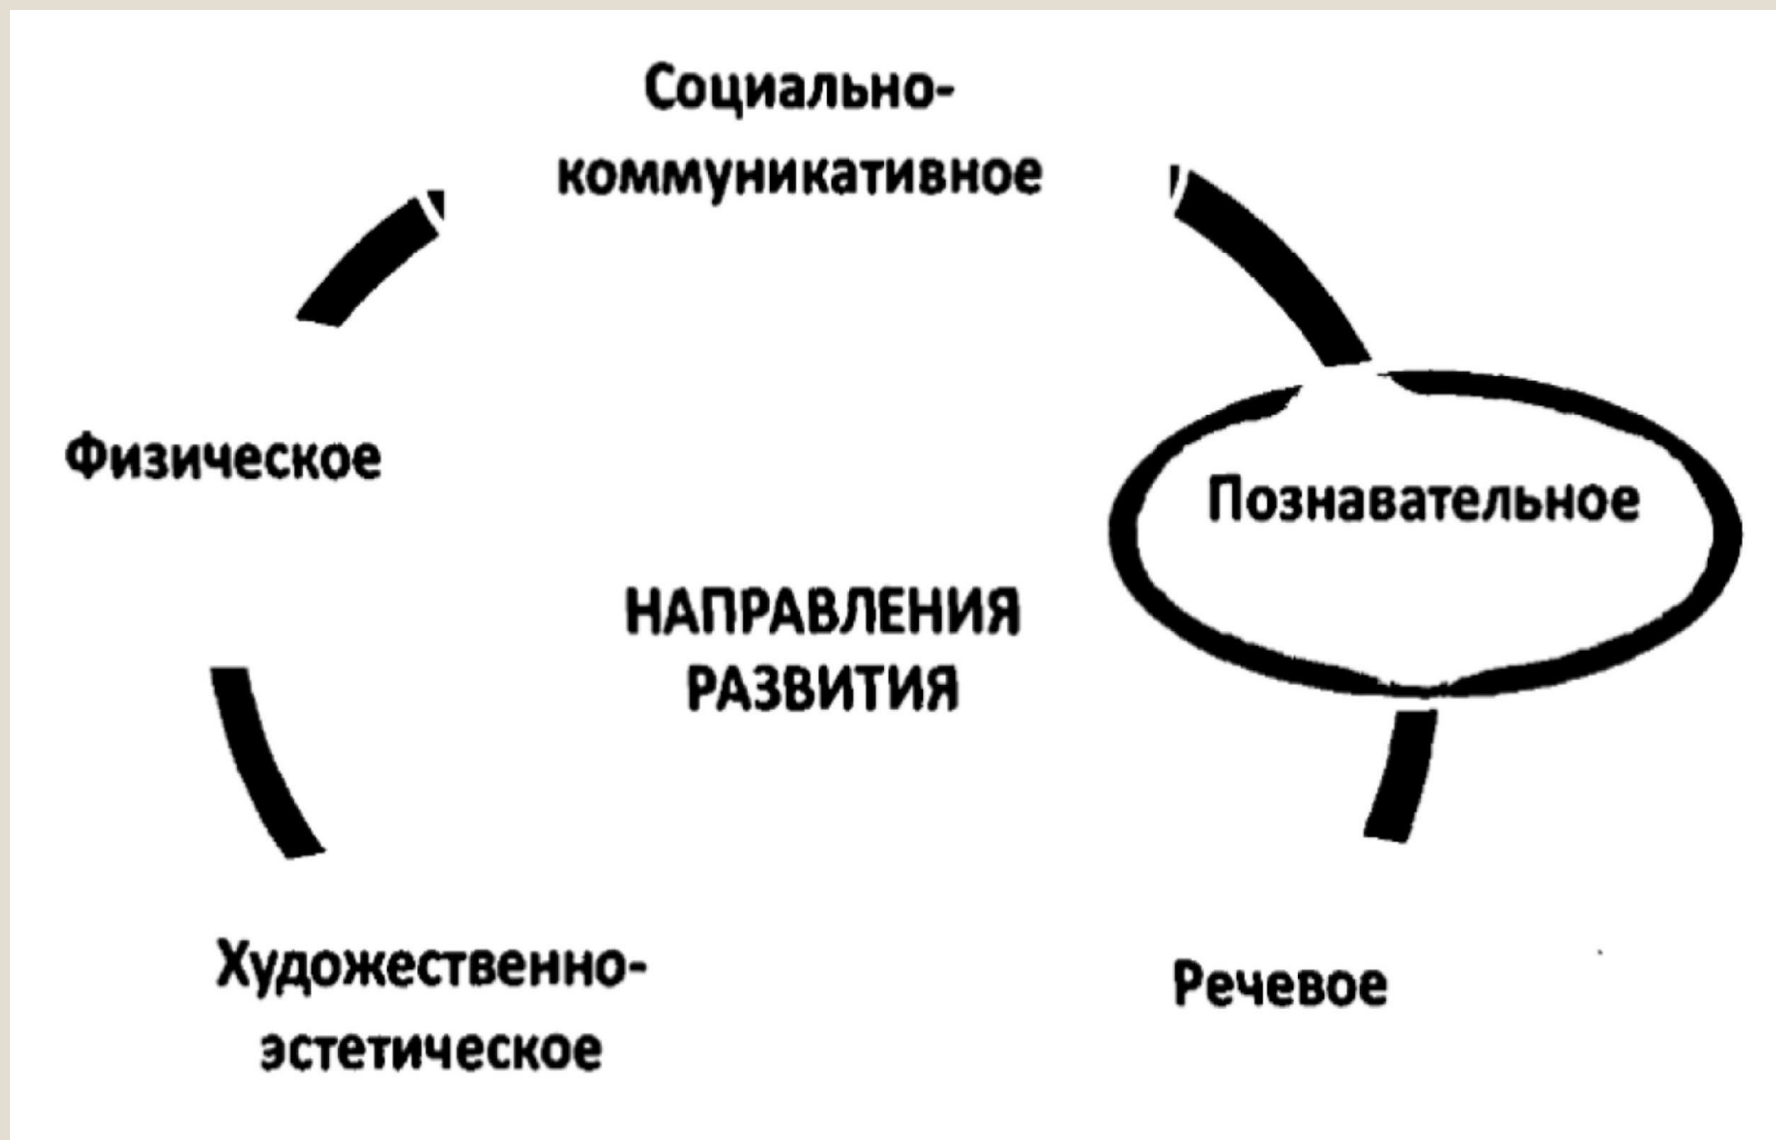 Социально-
коммуникативное
Физическое
Познавательное
НАПРАВЛЕНИЯ
РАЗВИТИЯ
Художественно-
эстетическое
Речевое